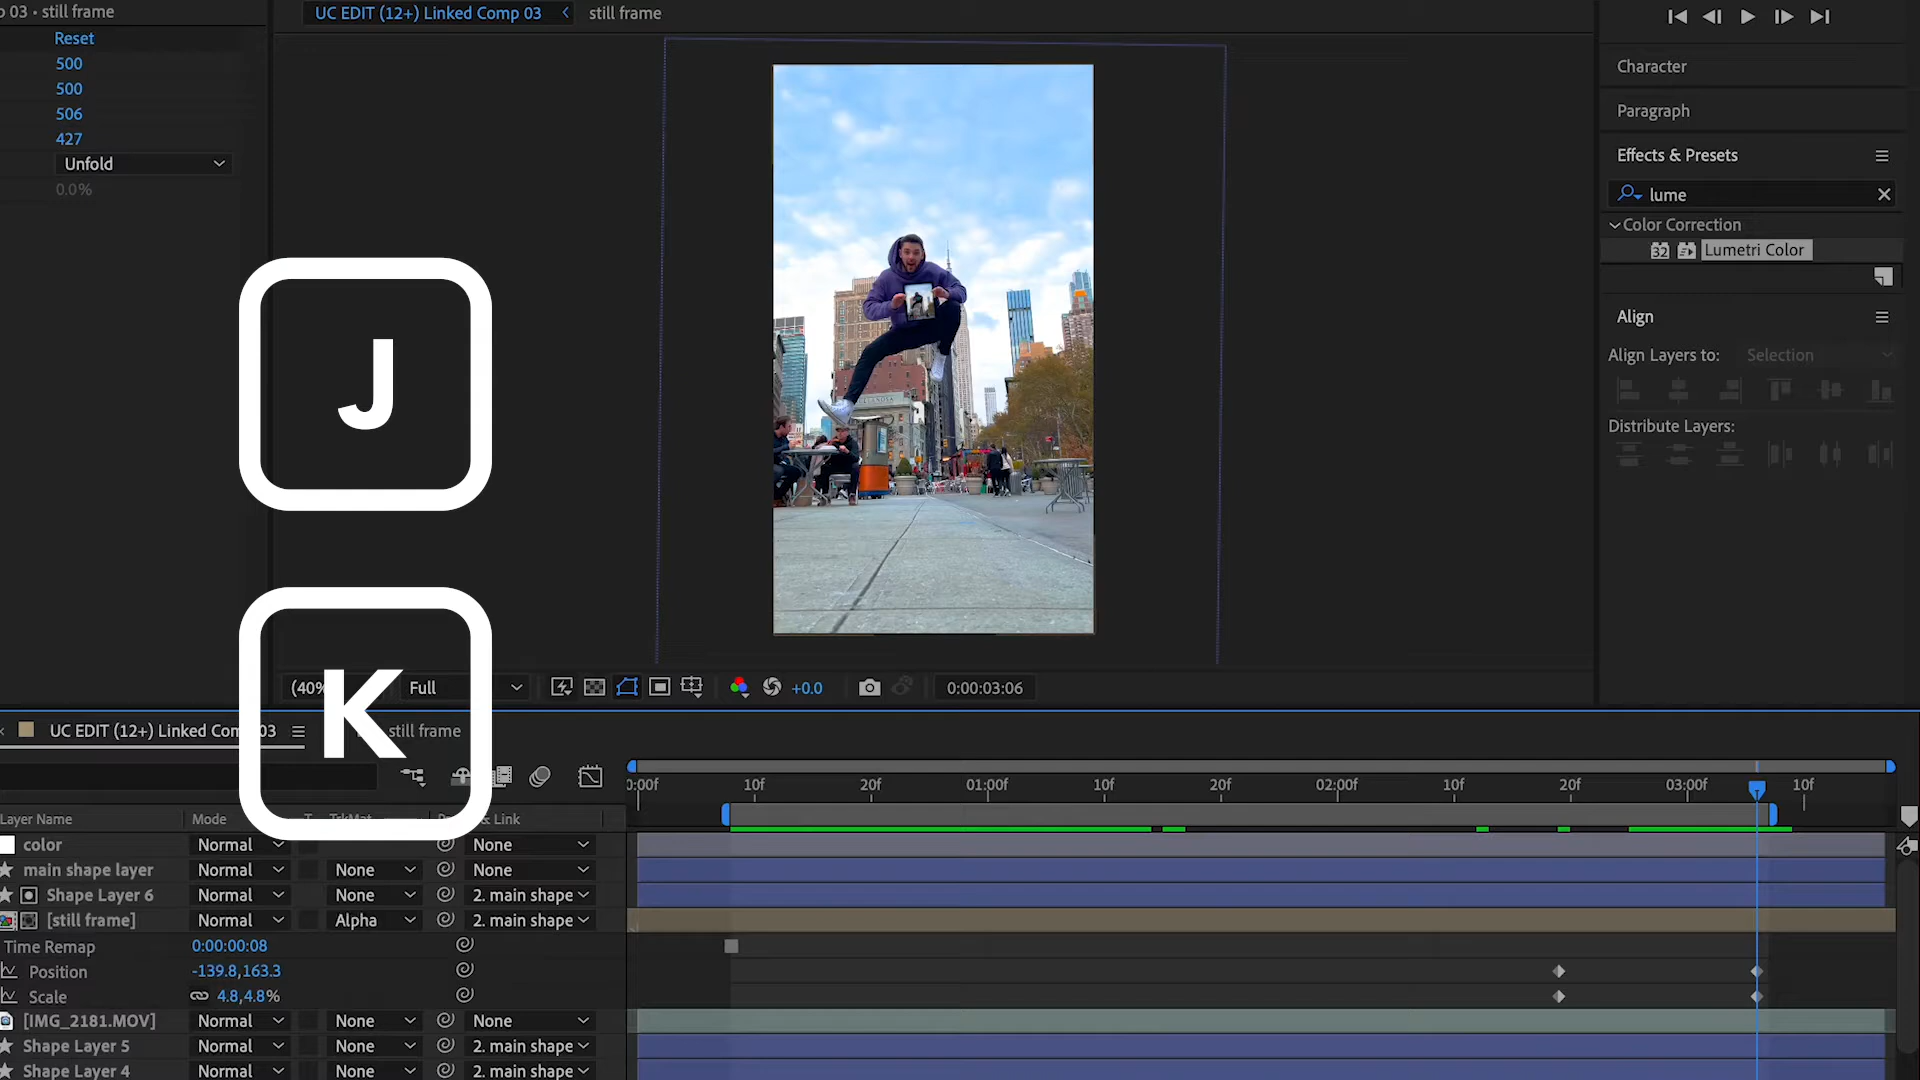 03 • still frame
UC EDIT (12+) Linked Comp 03
still frame
Reset
500
500
506
427
Unfold
0.0%
Character
Paragraph
Effects & Presets
lume
Color Correction
32
Lumetri Color
Align
Align Layers to:
Selection
Distribute Layers:
J
K
(40%
Full
+0.0
0:00:03:06
UC EDIT (12+) Linked Com
03
still frame
0:00f
10f
20f
01:00f
10f
20f
02:00f
10f
20f
03:00f
10f
Layer Name
Mode
T
TrkMat
& Link
color
Normal
None
main shape layer
Normal
None
None
Shape Layer 6
Normal
None
2. main shape
[still frame]
Normal
Alpha
2. main shape
Time Remap
0:00:00:08
Position
-139.8,163.3
Scale
4.8,4.8%
[IMG_2181.MOV]
Normal
None
None
Shape Layer 5
Normal
None
2. main shape
Shape Layer 4
Normal
None
2. main shape